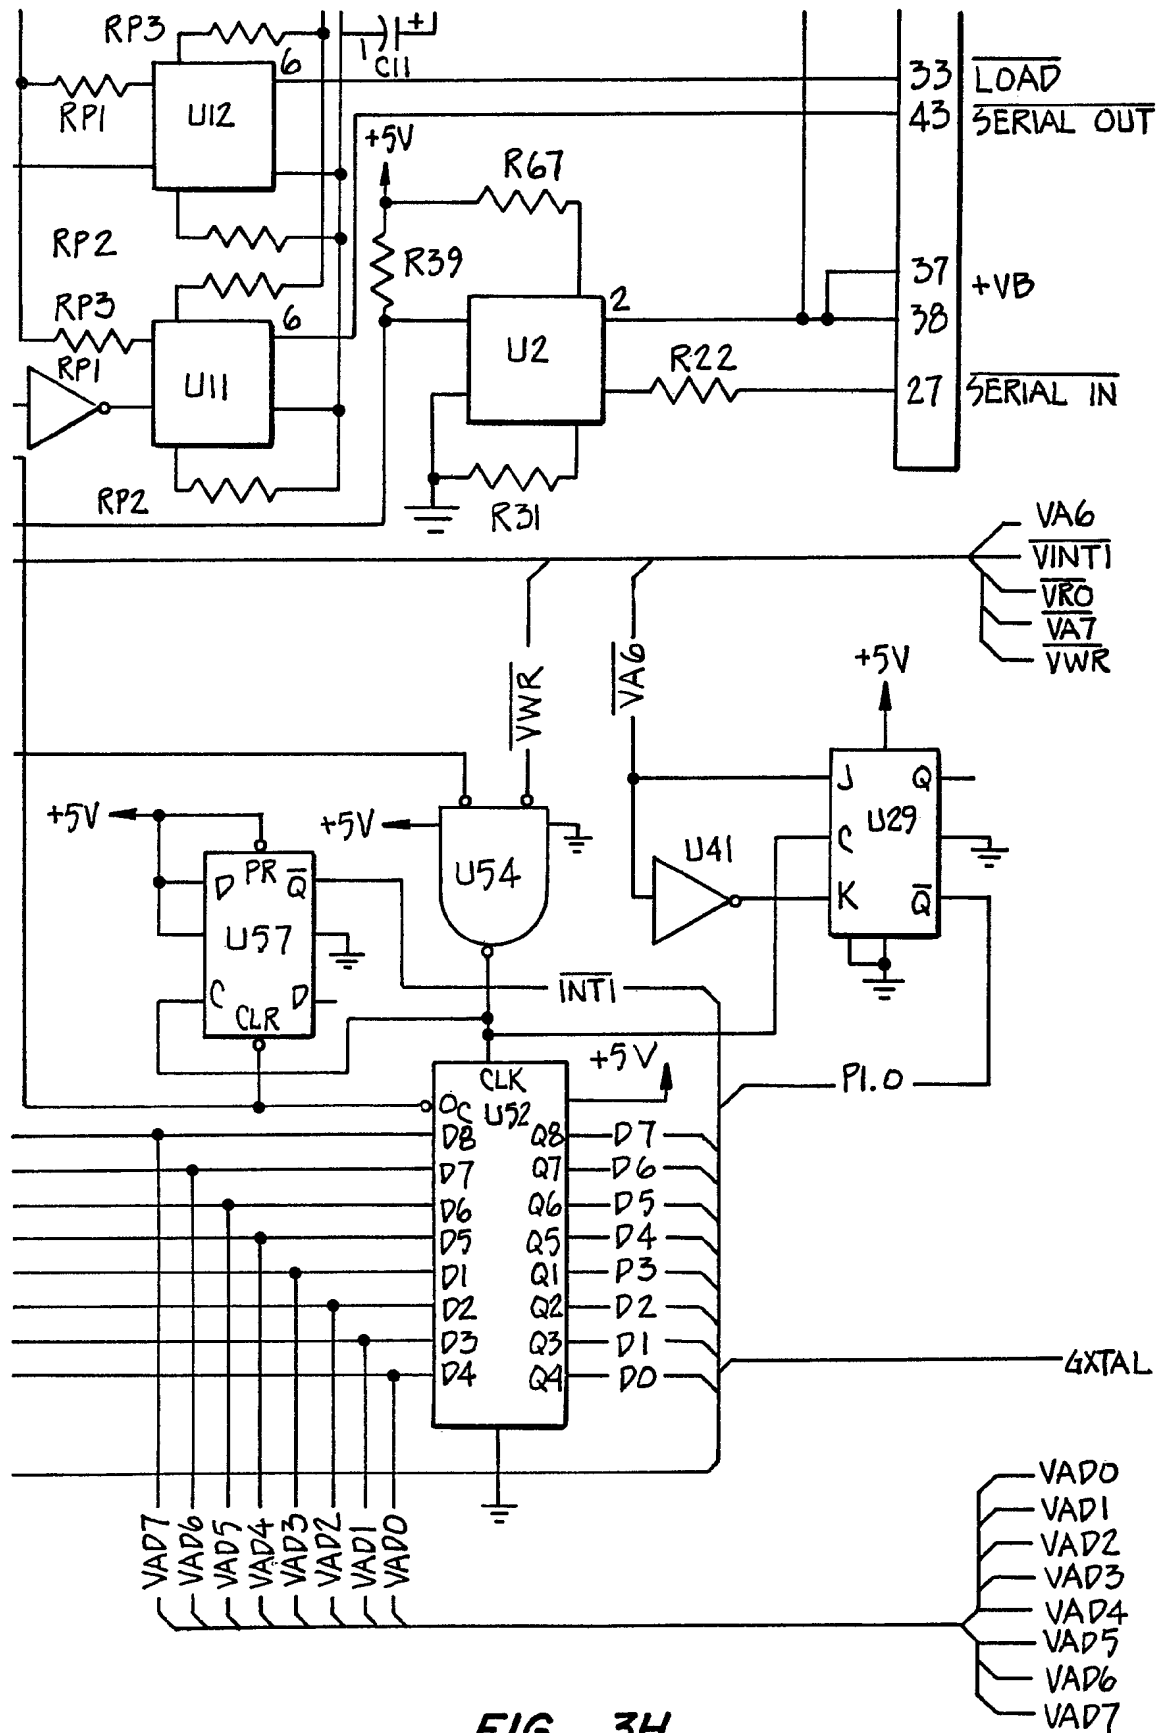 RP3
+
1
C11
6
33 LOAD
RP1
U12
43 SERIAL OUT
+5V
R67
RP2
R39
37
+VB
RP3
6
2
38
RP1
U11
U2
R22
27 SERIAL IN
RP2
R31
VA6
VINT1
VRO
VA7
VWR
VWR
VA6
+5V
J Q
U29
+5V
+5V
U54
U41
C
PR
D Q
K Q
U57
C D
CLR
INT1
+5V
CLK
P1.0
OC U52
D8 Q8 D7
D7 Q7 D6
D6 Q6 D5
D5 Q5 D4
D1 Q1 D3
D2 Q2 D2
D3 Q3 D1
D4 Q4 D0
GXTAL
VAD7
VAD6
VAD5
VAD4
VAD3
VAD2
VAD1
VAD0
VAD0
VAD1
VAD2
VAD3
VAD4
VAD5
VAD6
VAD7
FIG. 3H